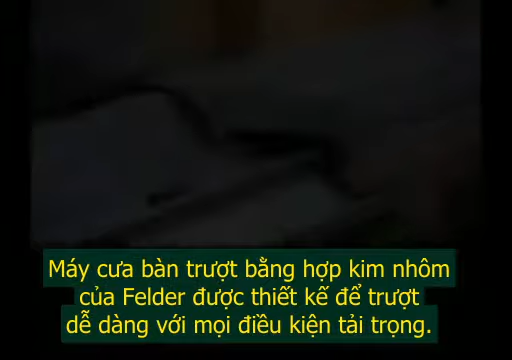 Máy cưa bàn trượt bằng hợp kim nhôm
của Felder được thiết kế để trượt
dễ dàng với mọi điều kiện tải trọng.